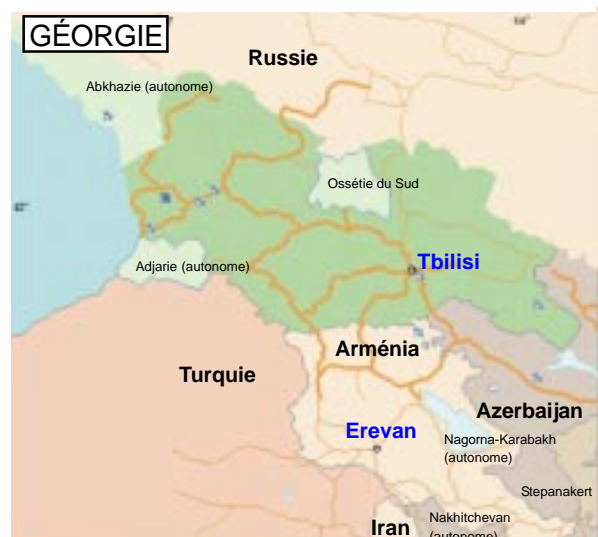 GÉORGIE
Russie
Abkhazie (autonome)
Ossétie du Sud
Tbilisi
Adjarie (autonome)
Arménia
Turquie
Azerbaijan
Erevan
Nagorna-Karabakh
(autonome)
Stepanakert
Iran
Nakhitchevan
(autonome)